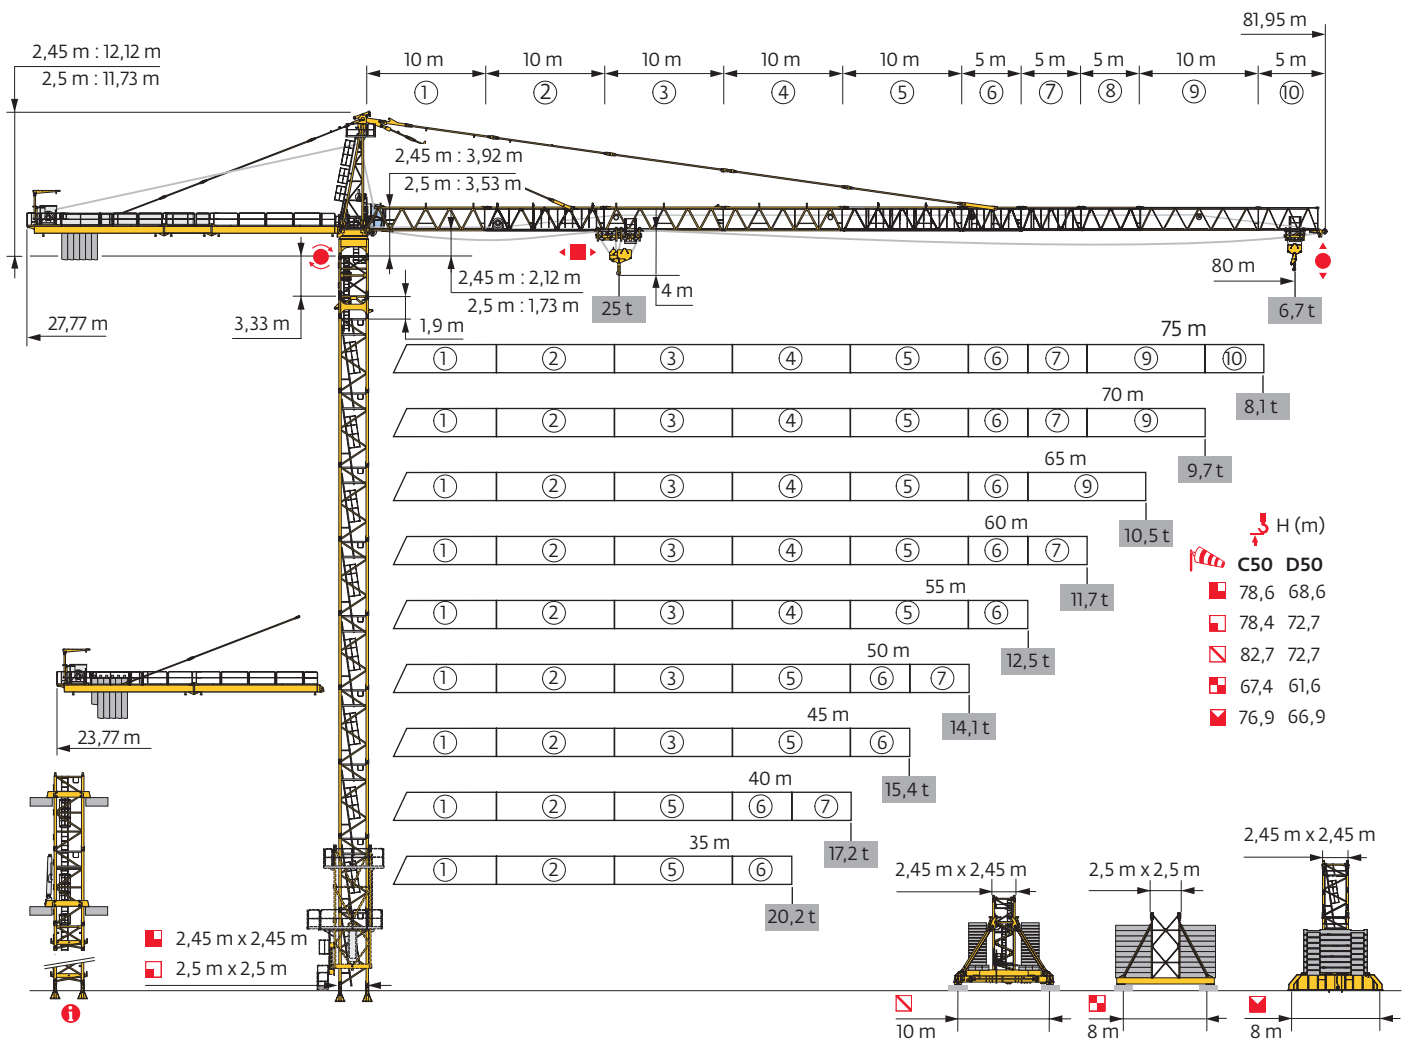 81,95 m
2,45 m : 12,12 m
2,5 m : 11,73 m
10 m 10 m 10 m 10 m 10 m 5 m 5 m 5 m 10 m 5 m
① ② ③ ④ ⑤ ⑥ ⑦ ⑧ ⑨ ⑩
2,45 m : 3,92 m
2,5 m : 3,53 m
2,45 m : 2,12 m
2,5 m : 1,73 m
4 m
80 m
25 t
6,7 t
27,77 m
3,33 m
1,9 m
75 m
① ② ③ ④ ⑤ ⑥ ⑦ ⑨ ⑩
8,1 t
70 m
① ② ③ ④ ⑤ ⑥ ⑦ ⑨
9,7 t
65 m
① ② ③ ④ ⑤ ⑥ ⑨
10,5 t
60 m
① ② ③ ④ ⑤ ⑥ ⑦
11,7 t
55 m
① ② ③ ④ ⑤ ⑥
12,5 t
50 m
① ② ③ ⑤ ⑥ ⑦
14,1 t
45 m
① ② ③ ⑤ ⑥
15,4 t
40 m
① ② ⑤ ⑥ ⑦
17,2 t
35 m
① ② ⑤ ⑥
20,2 t
H (m)
C50 D50
78,6 68,6
78,4 72,7
82,7 72,7
67,4 61,6
76,9 66,9
23,77 m
2,45 m x 2,45 m
2,5 m x 2,5 m
i
2,45 m x 2,45 m
10 m
2,5 m x 2,5 m
8 m
2,45 m x 2,45 m
8 m